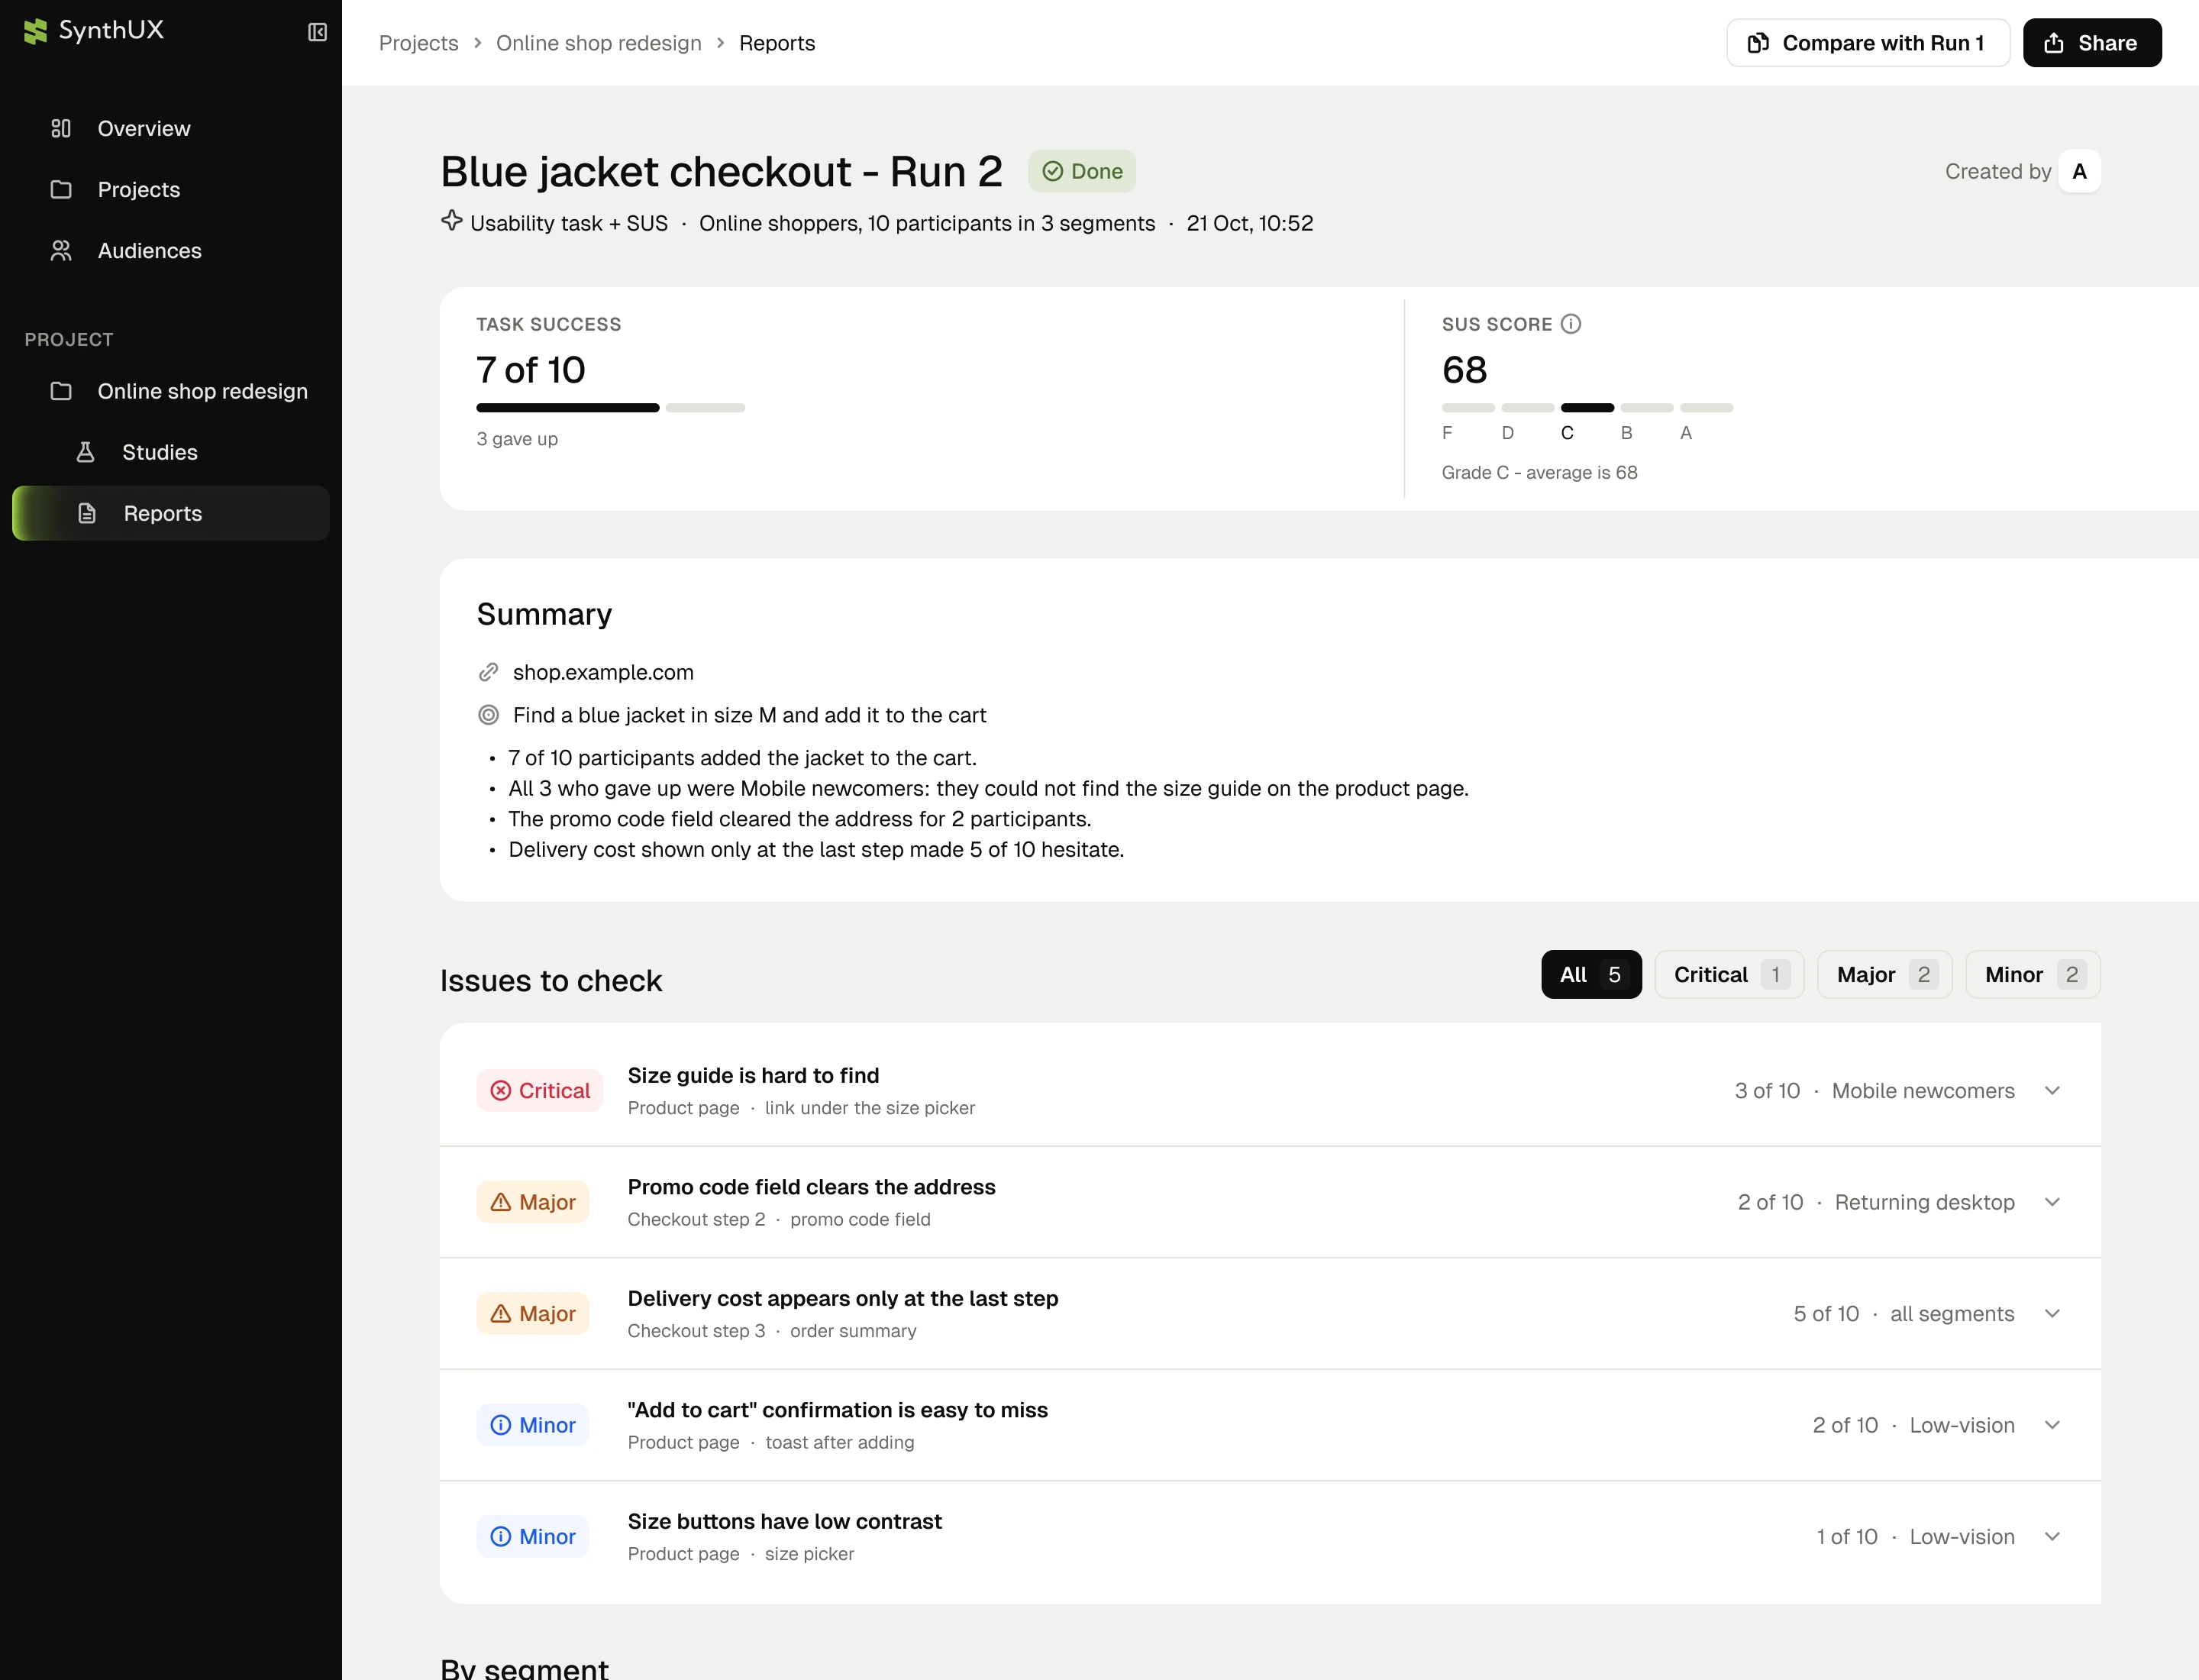 SynthUX
Overview
Projects
Audiences
PROJECT
Online shop redesign
Studies
Reports
Projects > Online shop redesign > Reports
Compare with Run 1
Share
Blue jacket checkout - Run 2
Done
Created by A
Usability task + SUS · Online shoppers, 10 participants in 3 segments · 21 Oct, 10:52
TASK SUCCESS
7 of 10
3 gave up
SUS SCORE
68
F D C B A
Grade C - average is 68
Summary
shop.example.com
Find a blue jacket in size M and add it to the cart
• 7 of 10 participants added the jacket to the cart.
• All 3 who gave up were Mobile newcomers: they could not find the size guide on the product page.
• The promo code field cleared the address for 2 participants.
• Delivery cost shown only at the last step made 5 of 10 hesitate.
Issues to check
All 5
Critical 1
Major 2
Minor 2
Critical
Size guide is hard to find
Product page · link under the size picker
3 of 10 · Mobile newcomers
Major
Promo code field clears the address
Checkout step 2 · promo code field
2 of 10 · Returning desktop
Major
Delivery cost appears only at the last step
Checkout step 3 · order summary
5 of 10 · all segments
Minor
"Add to cart" confirmation is easy to miss
Product page · toast after adding
2 of 10 · Low-vision
Minor
Size buttons have low contrast
Product page · size picker
1 of 10 · Low-vision
By segment